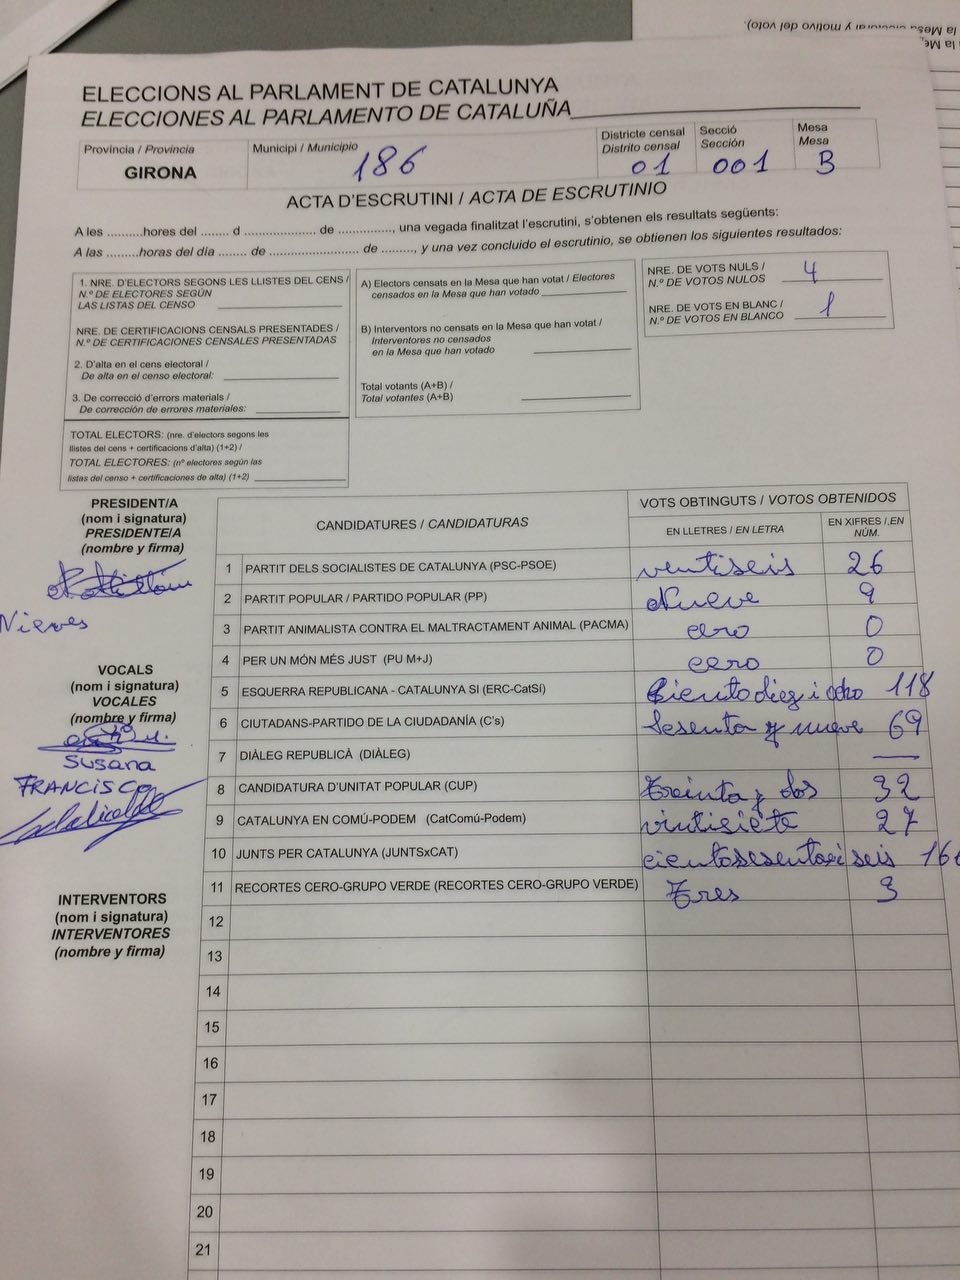 la Mesa electoral y motivo del voto).
ELECCIONS AL PARLAMENT DE CATALUNYA
ELECCIONES AL PARLAMENTO DE CATALUÑA
Província / Provincia
GIRONA
Municipi / Municipio
186
Districte censal
Distrito censal
01
Secció
Sección
001
Mesa
Mesa
B
ACTA D'ESCRUTINI / ACTA DE ESCRUTINIO
A les ..........hores del ........ d ..................... de ..............., una vegada finalitzat l'escrutini, s'obtenen els resultats següents:
A las ..........horas del día ........ de ..................... de .........., y una vez concluido el escrutinio, se obtienen los siguientes resultados:
1. NRE. D'ELECTORS SEGONS LES LLISTES DEL CENS /
N.º DE ELECTORES SEGÚN
LAS LISTAS DEL CENSO
NRE. DE CERTIFICACIONS CENSALS PRESENTADES /
N.º DE CERTIFICACIONES CENSALES PRESENTADAS
2. D'alta en el cens electoral /
De alta en el censo electoral:
3. De correcció d'errors materials /
De corrección de errores materiales:
TOTAL ELECTORS: (nre. d'electors segons les
llistes del cens + certificacions d'alta) (1+2) /
TOTAL ELECTORES: (nº electores según las
listas del censo + certificaciones de alta) (1+2)
A) Electors censats en la Mesa que han votat / Electores
censados en la Mesa que han votado
B) Interventors no censats en la Mesa que han votat /
Interventores no censados
en la Mesa que han votado
Total votants (A+B) /
Total votantes (A+B)
NRE. DE VOTS NULS /
N.º DE VOTOS NULOS
4
NRE. DE VOTS EN BLANC /
N.º DE VOTOS EN BLANCO
1
PRESIDENT/A
(nom i signatura)
PRESIDENTE/A
(nombre y firma)
Nieves
VOCALS
(nom i signatura)
VOCALES
(nombre y firma)
Susana
FRANCISCO
INTERVENTORS
(nom i signatura)
INTERVENTORES
(nombre y firma)
CANDIDATURES / CANDIDATURAS
VOTS OBTINGUTS / VOTOS OBTENIDOS
EN LLETRES / EN LETRA
EN XIFRES / EN NÚM.
1 PARTIT DELS SOCIALISTES DE CATALUNYA (PSC-PSOE) ventiseis 26
2 PARTIT POPULAR / PARTIDO POPULAR (PP) Nueve 9
3 PARTIT ANIMALISTA CONTRA EL MALTRACTAMENT ANIMAL (PACMA) cero 0
4 PER UN MÓN MÉS JUST (PU M+J) cero 0
5 ESQUERRA REPUBLICANA - CATALUNYA SI (ERC-CatSí) Ciento diez i ocho 118
6 CIUTADANS-PARTIDO DE LA CIUDADANÍA (C's) Sesenta y nueve 69
7 DIÀLEG REPUBLICÀ (DIÀLEG) —
8 CANDIDATURA D'UNITAT POPULAR (CUP) Treinta y dos 32
9 CATALUNYA EN COMÚ-PODEM (CatComú-Podem) vintisiete 27
10 JUNTS PER CATALUNYA (JUNTSxCAT) cientosesentai seis 166
11 RECORTES CERO-GRUPO VERDE (RECORTES CERO-GRUPO VERDE) Tres 3
12
13
14
15
16
17
18
19
20
21